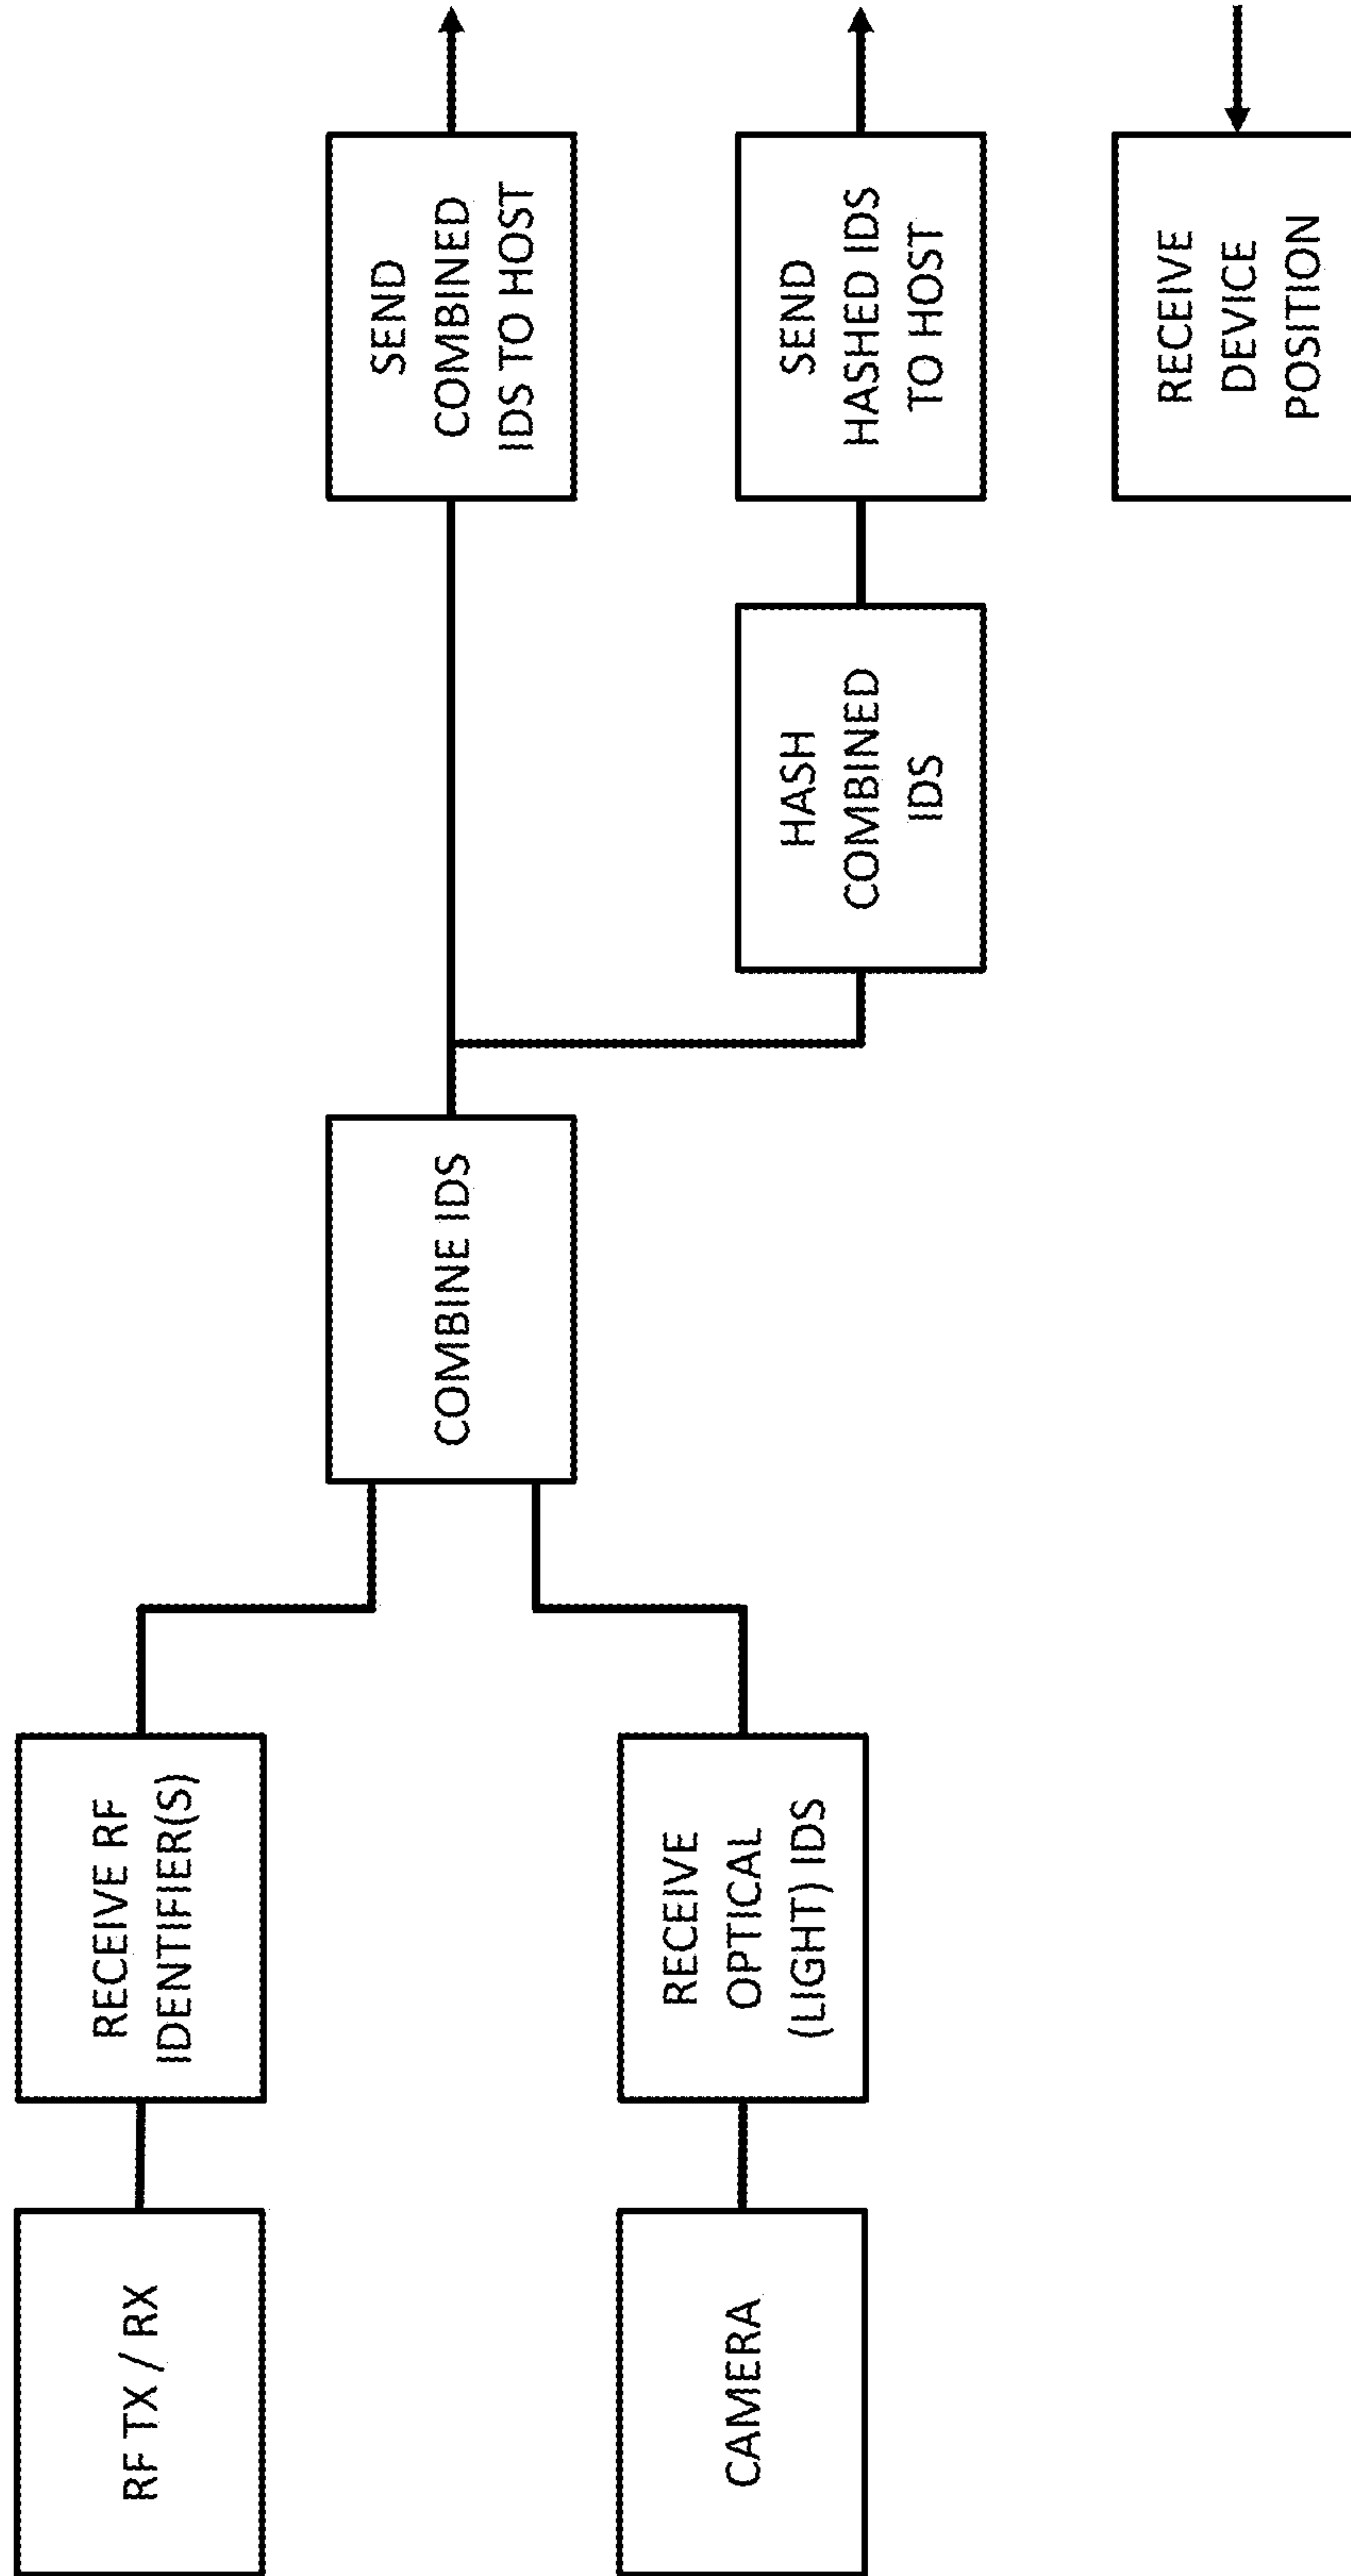 RF TX / RX
RECEIVE RF
IDENTIFIER(S)
CAMERA
RECEIVE
OPTICAL
(LIGHT) IDS
COMBINE IDS
SEND
COMBINED
IDS TO HOST
HASH
COMBINED
IDS
SEND
HASHED IDS
TO HOST
RECEIVE
DEVICE
POSITION